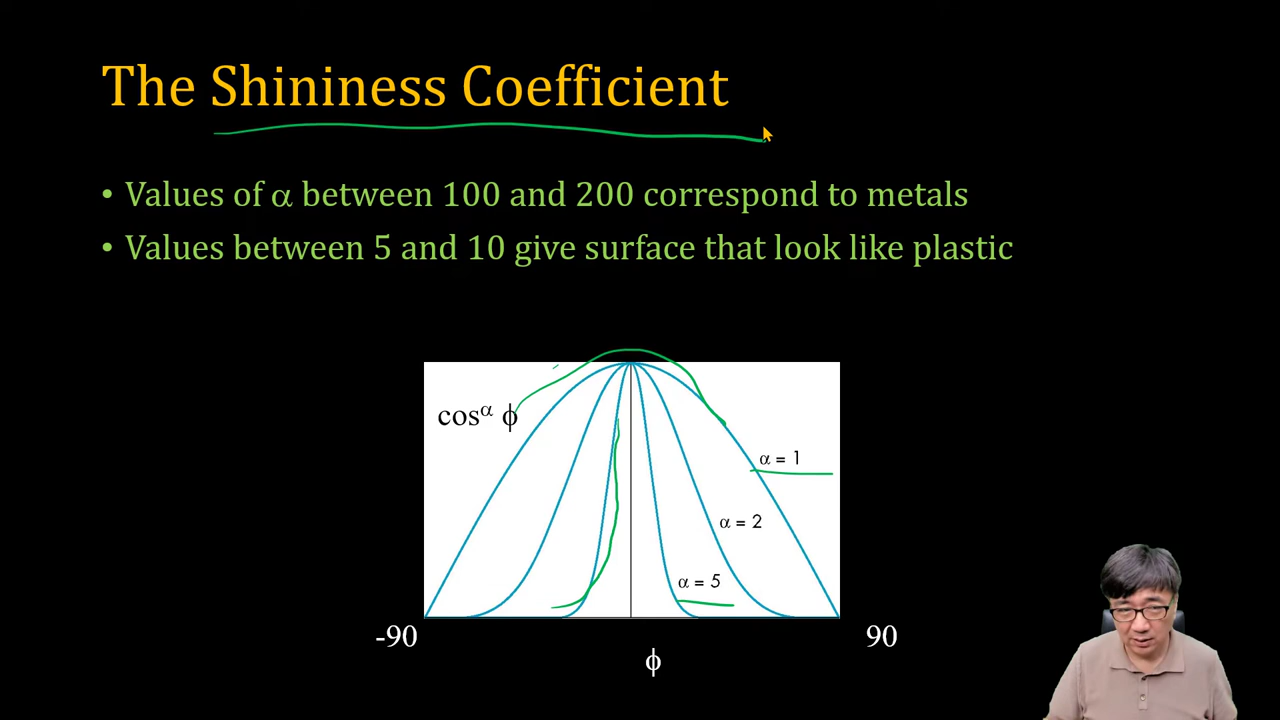 The Shininess Coefficient
• Values of α between 100 and 200 correspond to metals
• Values between 5 and 10 give surface that look like plastic
cosα ϕ
α = 1
α = 2
α = 5
-90
90
ϕ